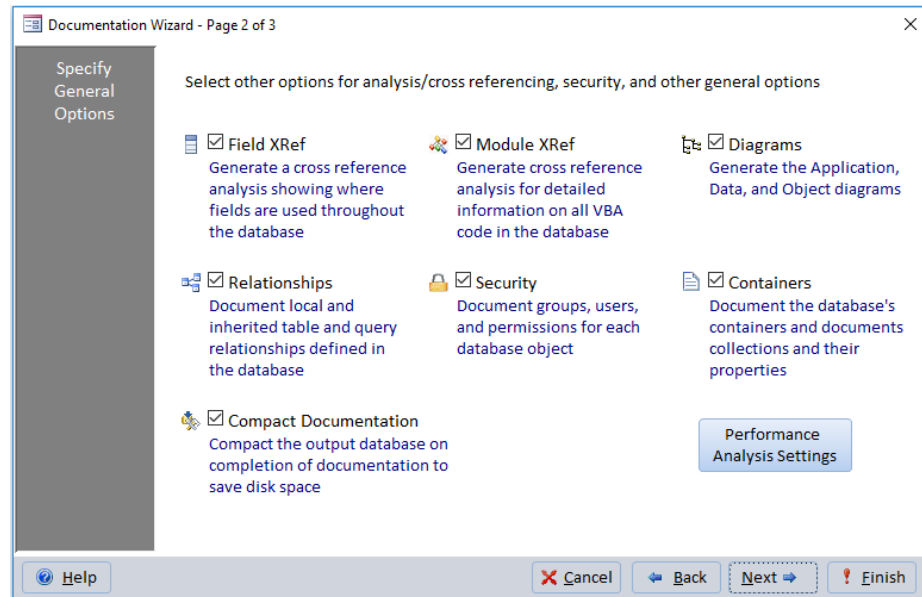 Documentation Wizard - Page 2 of 3
Specify
General
Options
Select other options for analysis/cross referencing, security, and other general options
Field XRef
Generate a cross reference
analysis showing where
fields are used throughout
the database
Module XRef
Generate cross reference
analysis for detailed
information on all VBA
code in the database
Diagrams
Generate the Application,
Data, and Object diagrams
Relationships
Document local and
inherited table and query
relationships defined in
the database
Security
Document groups, users,
and permissions for each
database object
Containers
Document the database's
containers and documents
collections and their
properties
Compact Documentation
Compact the output database on
completion of documentation to
save disk space
Performance
Analysis Settings
Help
Cancel
Back
Next
Finish